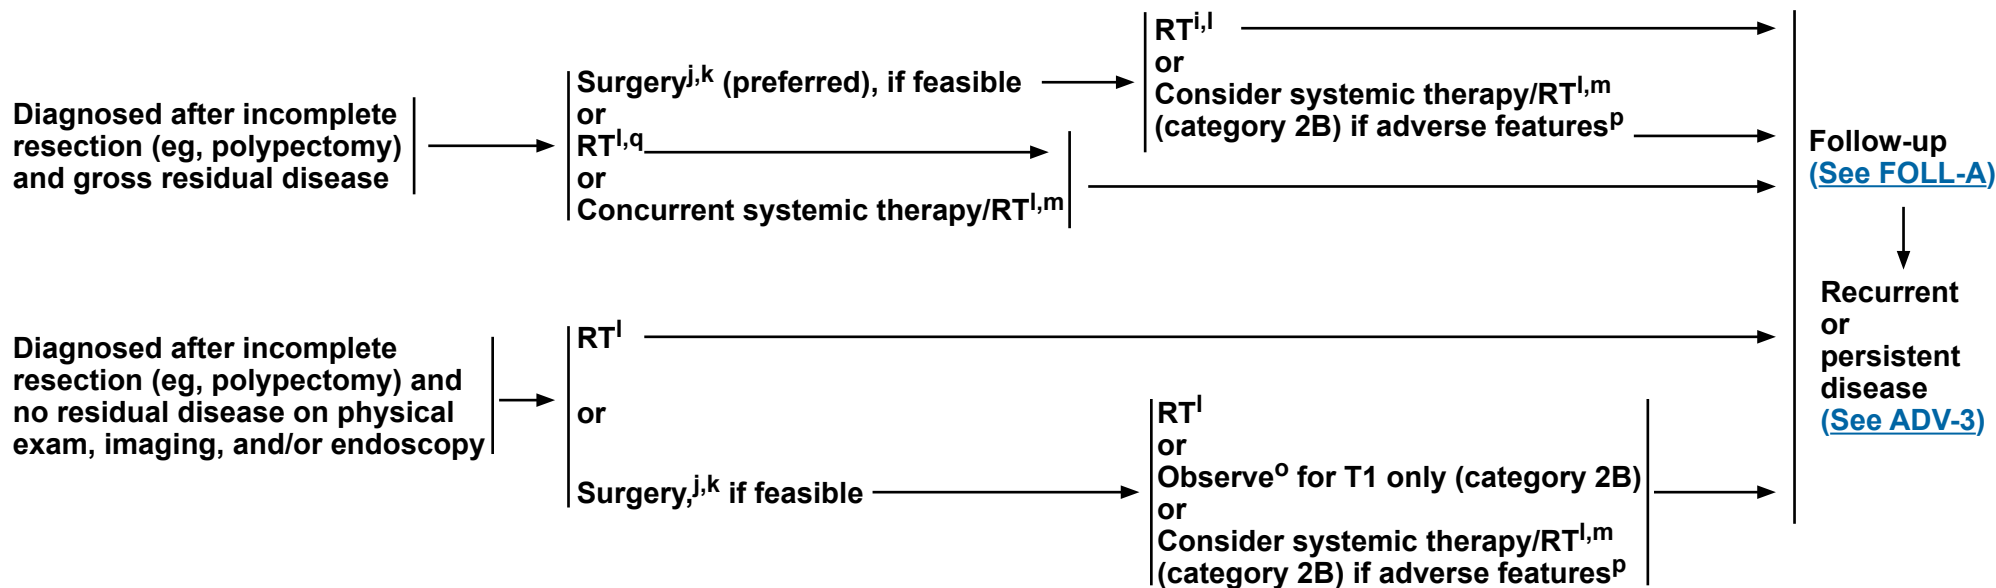 Diagnosed after incomplete
resection (eg, polypectomy)
and gross residual disease
Surgery^j,k (preferred), if feasible
or
RT^l,q
or
Concurrent systemic therapy/RT^l,m
RT^i,l
or
Consider systemic therapy/RT^l,m
(category 2B) if adverse features^p
Diagnosed after incomplete
resection (eg, polypectomy) and
no residual disease on physical
exam, imaging, and/or endoscopy
RT^l
or
Surgery,^j,k if feasible
RT^l
or
Observe^o for T1 only (category 2B)
or
Consider systemic therapy/RT^l,m
(category 2B) if adverse features^p
Follow-up
(See FOLL-A)
Recurrent
or
persistent
disease
(See ADV-3)